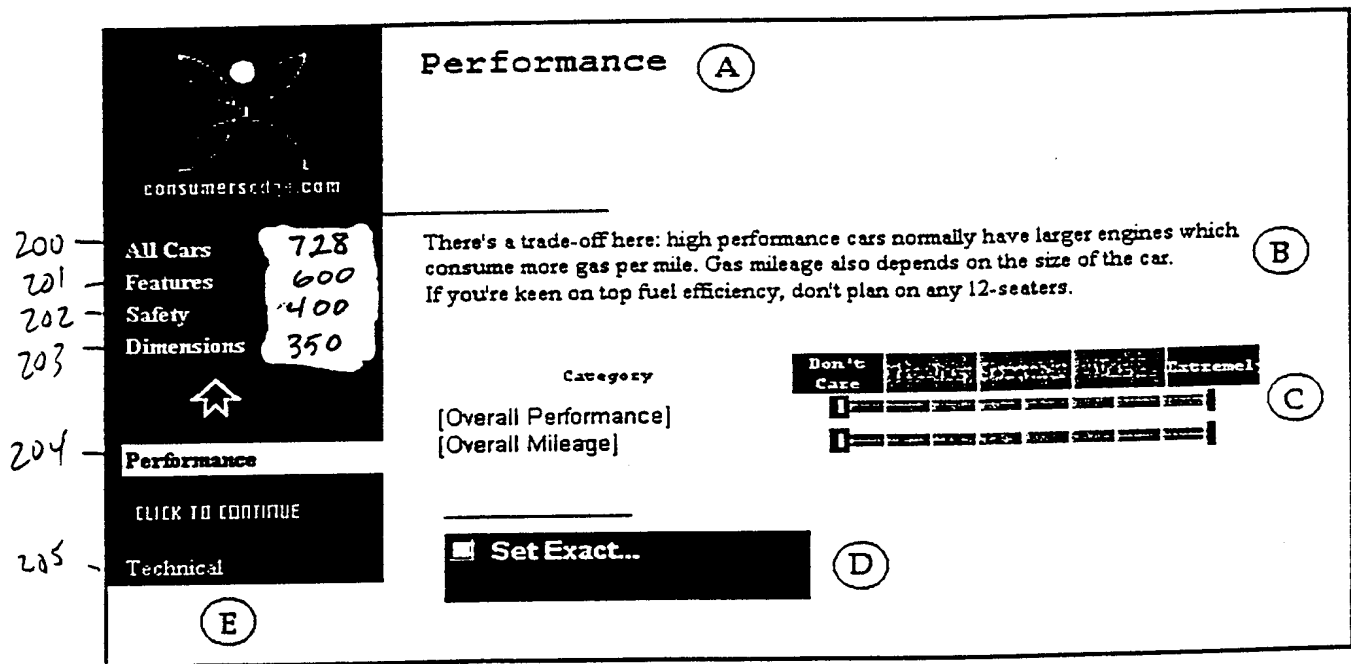 Performance A
consumersedge.com
200 All Cars 728
201 Features 600
202 Safety 400
203 Dimensions 350
There's a trade-off here: high performance cars normally have larger engines which
consume more gas per mile. Gas mileage also depends on the size of the car.
If you're keen on top fuel efficiency, don't plan on any 12-seaters.
B
Category
Don't
Care
Extremel
[Overall Performance]
[Overall Mileage]
C
204 Performance
CLICK TO CONTINUE
205 Technical
Set Exact...
D
E